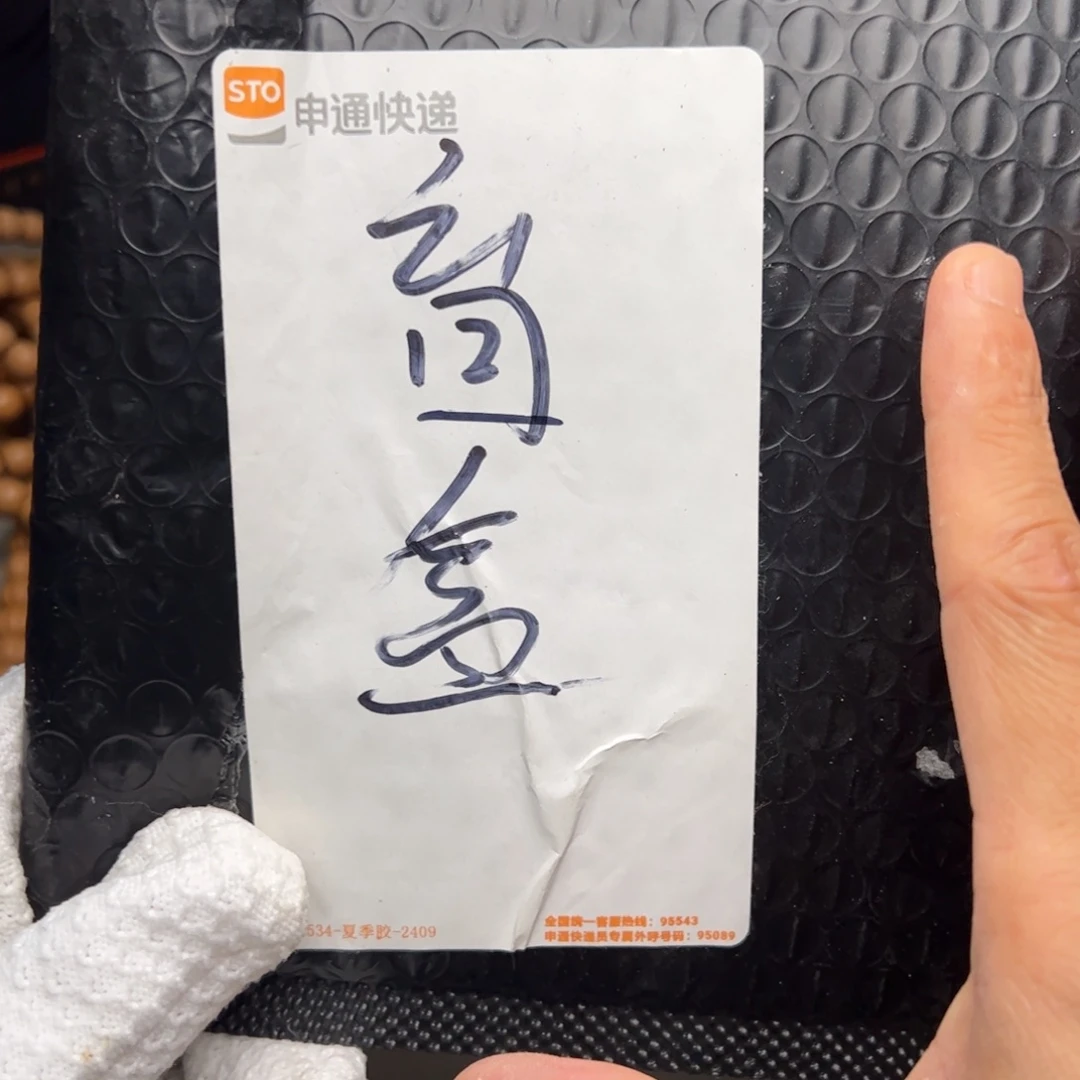 STO 申通快递
盲
盒
534-夏季胶-2409
全国统一客服热线：95543
申通快递员专属外呼号码：95089